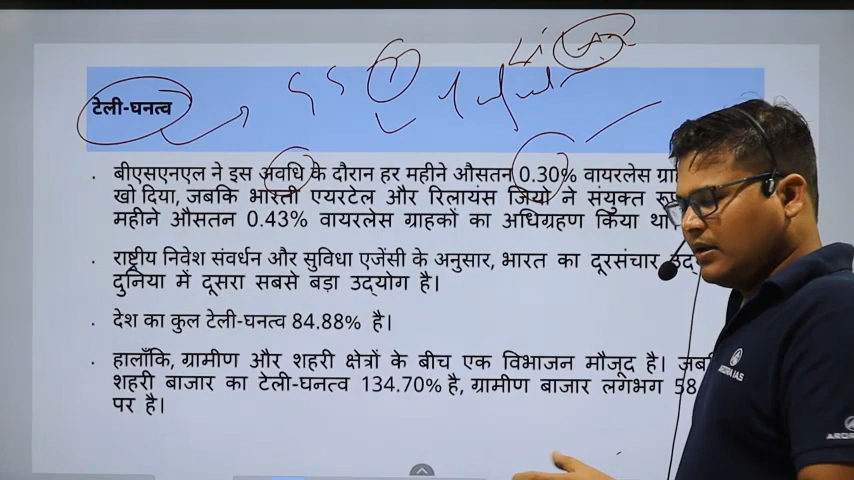 टेली-घनत्व
बीएसएनएल ने इस अवधि के दौरान हर महीने औसतन 0.30% वायरलेस
खो दिया, जबकि भारती एयरटेल और रिलायंस जियो ने संयुक्त
महीने औसतन 0.43% वायरलेस ग्राहकों का अधिग्रहण किया था
राष्ट्रीय निवेश संवर्धन और सुविधा एजेंसी के अनुसार, भारत का दूरसंचार
दुनिया में दूसरा सबसे बड़ा उद्योग है।
देश का कुल टेली-घनत्व 84.88% है।
हालाँकि, ग्रामीण और शहरी क्षेत्रों के बीच एक विभाजन मौजूद है।
शहरी बाजार का टेली-घनत्व 134.70% है, ग्रामीण बाजार लगभग 58
पर है।